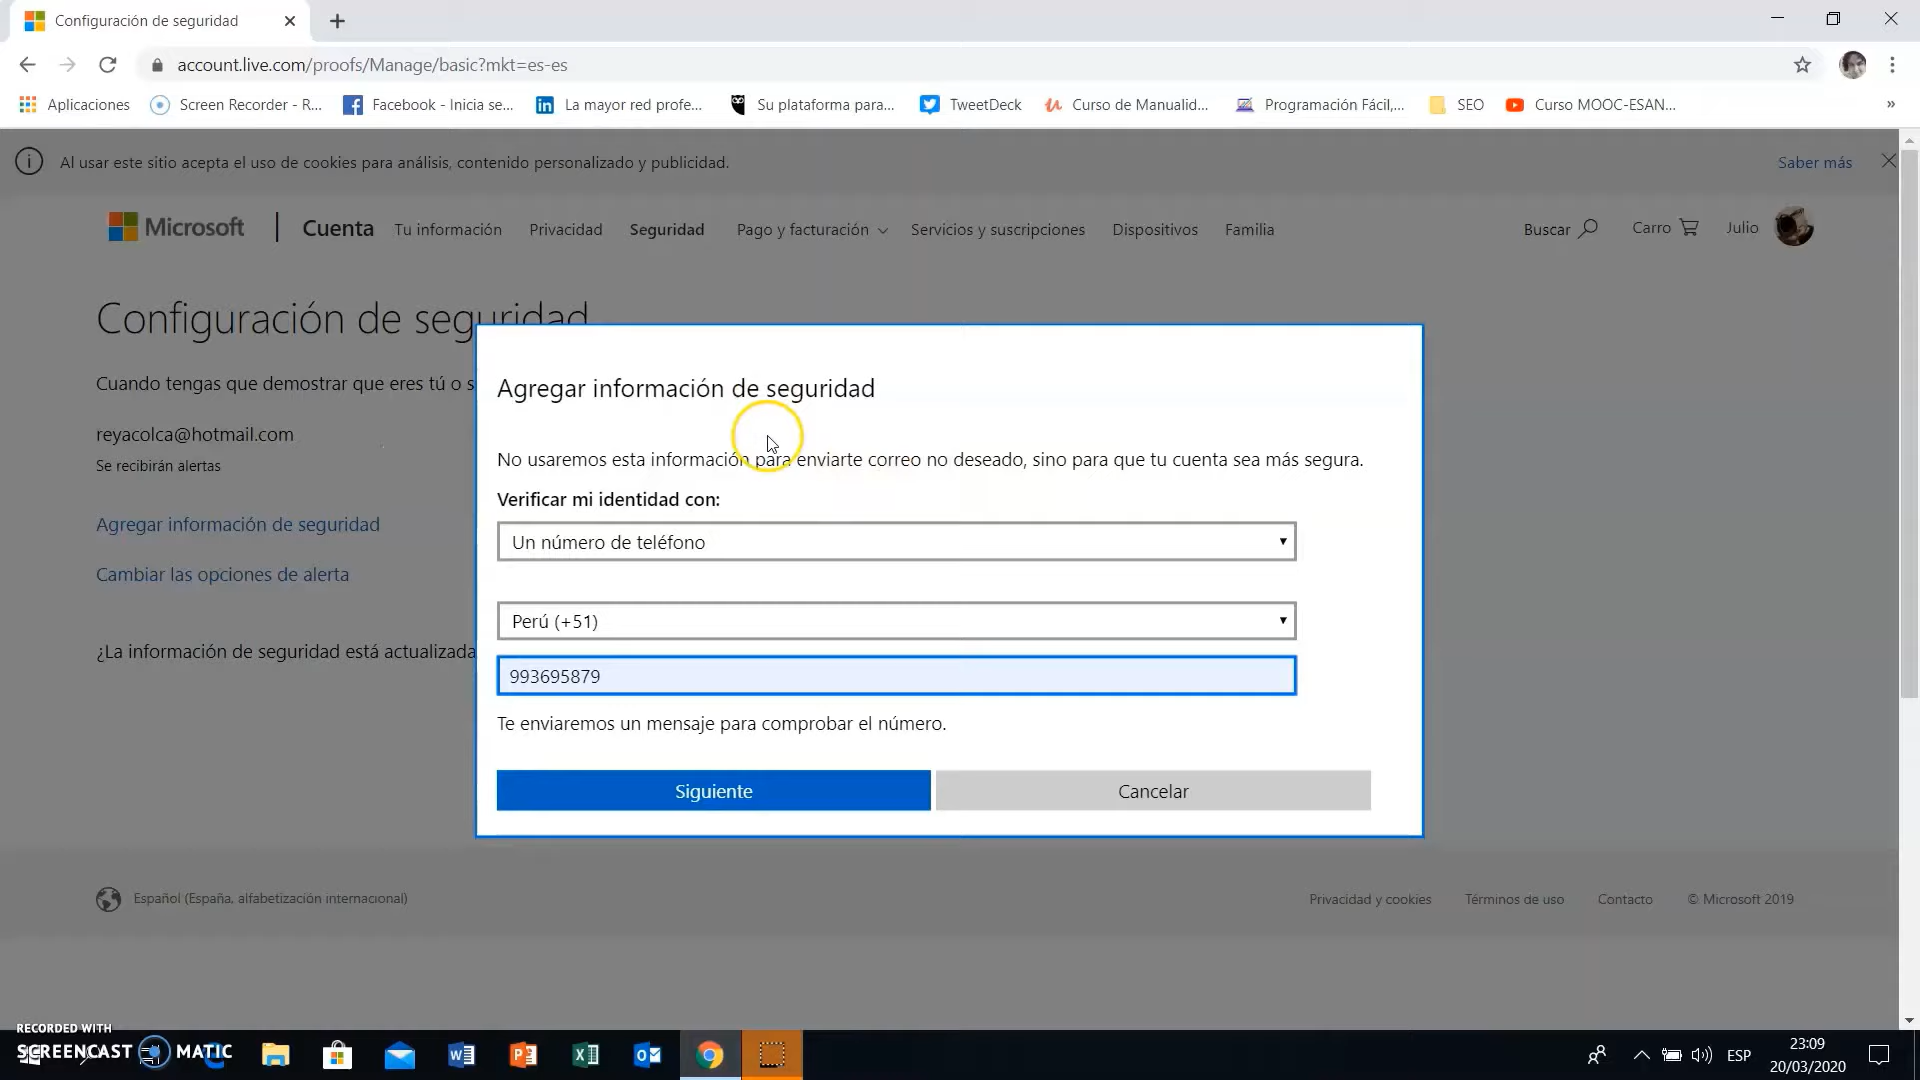 Configuración de seguridad
account.live.com/proofs/Manage/basic?mkt=es-es
Aplicaciones Screen Recorder - R... Facebook - Inicia se... La mayor red profe... Su plataforma para... TweetDeck Curso de Manualid... Programación Fácil,... SEO Curso MOOC-ESAN... »
Al usar este sitio acepta el uso de cookies para análisis, contenido personalizado y publicidad. Saber más
Microsoft Cuenta Tu información Privacidad Seguridad Pago y facturación Servicios y suscripciones Dispositivos Familia Buscar Carro Julio
Configuración de seguridad
Cuando tengas que demostrar que eres tú o s
reyacolca@hotmail.com
Se recibirán alertas
Agregar información de seguridad
Cambiar las opciones de alerta
¿La información de seguridad está actualizada
Agregar información de seguridad
No usaremos esta información para enviarte correo no deseado, sino para que tu cuenta sea más segura.
Verificar mi identidad con:
Un número de teléfono
Perú (+51)
993695879
Te enviaremos un mensaje para comprobar el número.
Siguiente Cancelar
Español (España, alfabetización internacional) Privacidad y cookies Términos de uso Contacto © Microsoft 2019
RECORDED WITH
SCREENCAST MATIC
ESP
23:09
20/03/2020